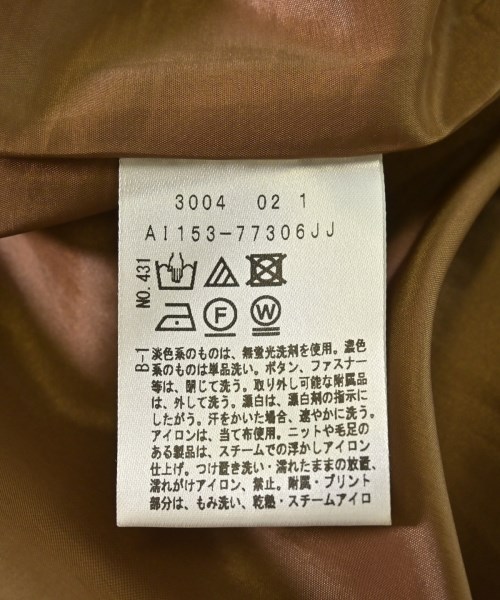 3004 02 1
AI153-77306JJ
NO. 431
F W
B-1
淡色系のものは、無蛍光洗剤を使用。濃色
系のものは単品洗い。ボタン、ファスナー
等は、閉じて洗う。取り外し可能な付属品
は、外して洗う。漂白は、漂白剤の指示に
したがう。汗をかいた場合、速やかに洗う。
アイロンは、当て布使用。ニットや毛足の
ある製品は、スチームでの浮かしアイロン
仕上げ。つけ置き洗い・濡れたままの放置、
濡れがけアイロン、禁止。附属・プリント
部分は、もみ洗い、乾熱・スチームアイロ